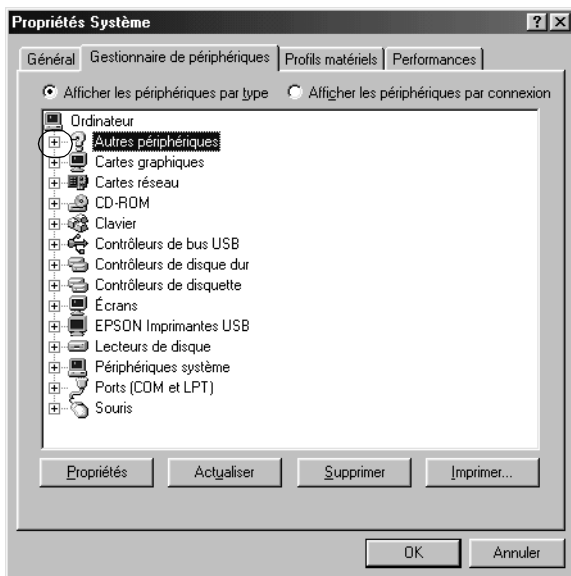 Propriétés Système
Général Gestionnaire de périphériques Profils matériels Performances
Afficher les périphériques par type Afficher les périphériques par connexion
Ordinateur
Autres périphériques
Cartes graphiques
Cartes réseau
CD-ROM
Clavier
Contrôleurs de bus USB
Contrôleurs de disque dur
Contrôleurs de disquette
Écrans
EPSON Imprimantes USB
Lecteurs de disque
Périphériques système
Ports (COM et LPT)
Souris
Propriétés Actualiser Supprimer Imprimer...
OK Annuler